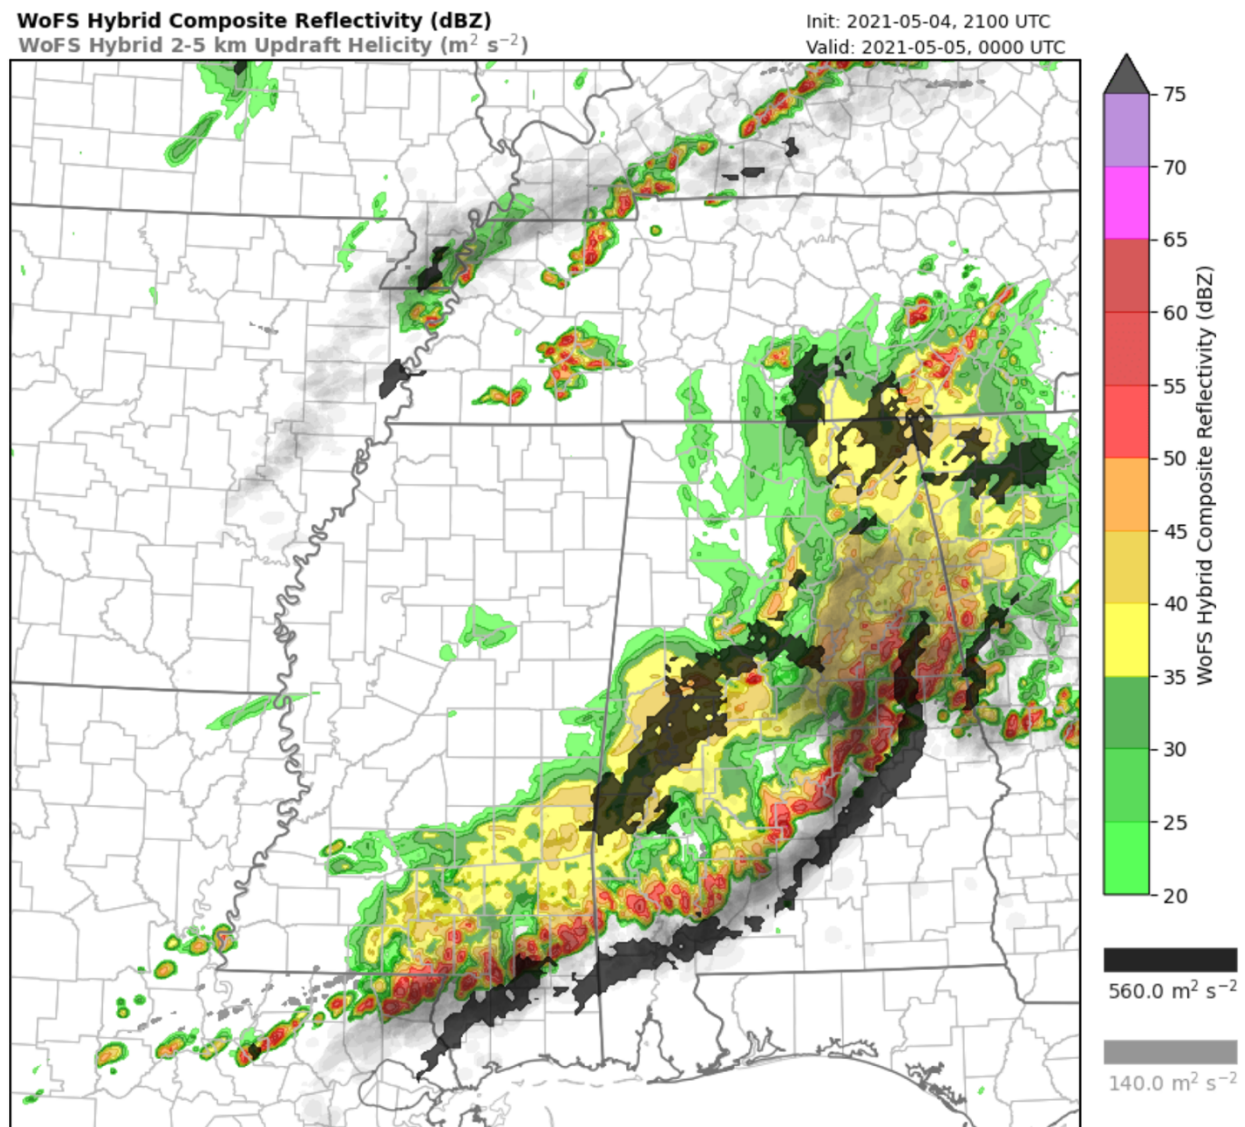 WoFS Hybrid Composite Reflectivity (dBZ)
WoFS Hybrid 2-5 km Updraft Helicity (m² s⁻²)
Init: 2021-05-04, 2100 UTC
Valid: 2021-05-05, 0000 UTC
75
70
65
60
55
50
45
40
35
30
25
20
WoFS Hybrid Composite Reflectivity (dBZ)
560.0 m² s⁻²
140.0 m² s⁻²